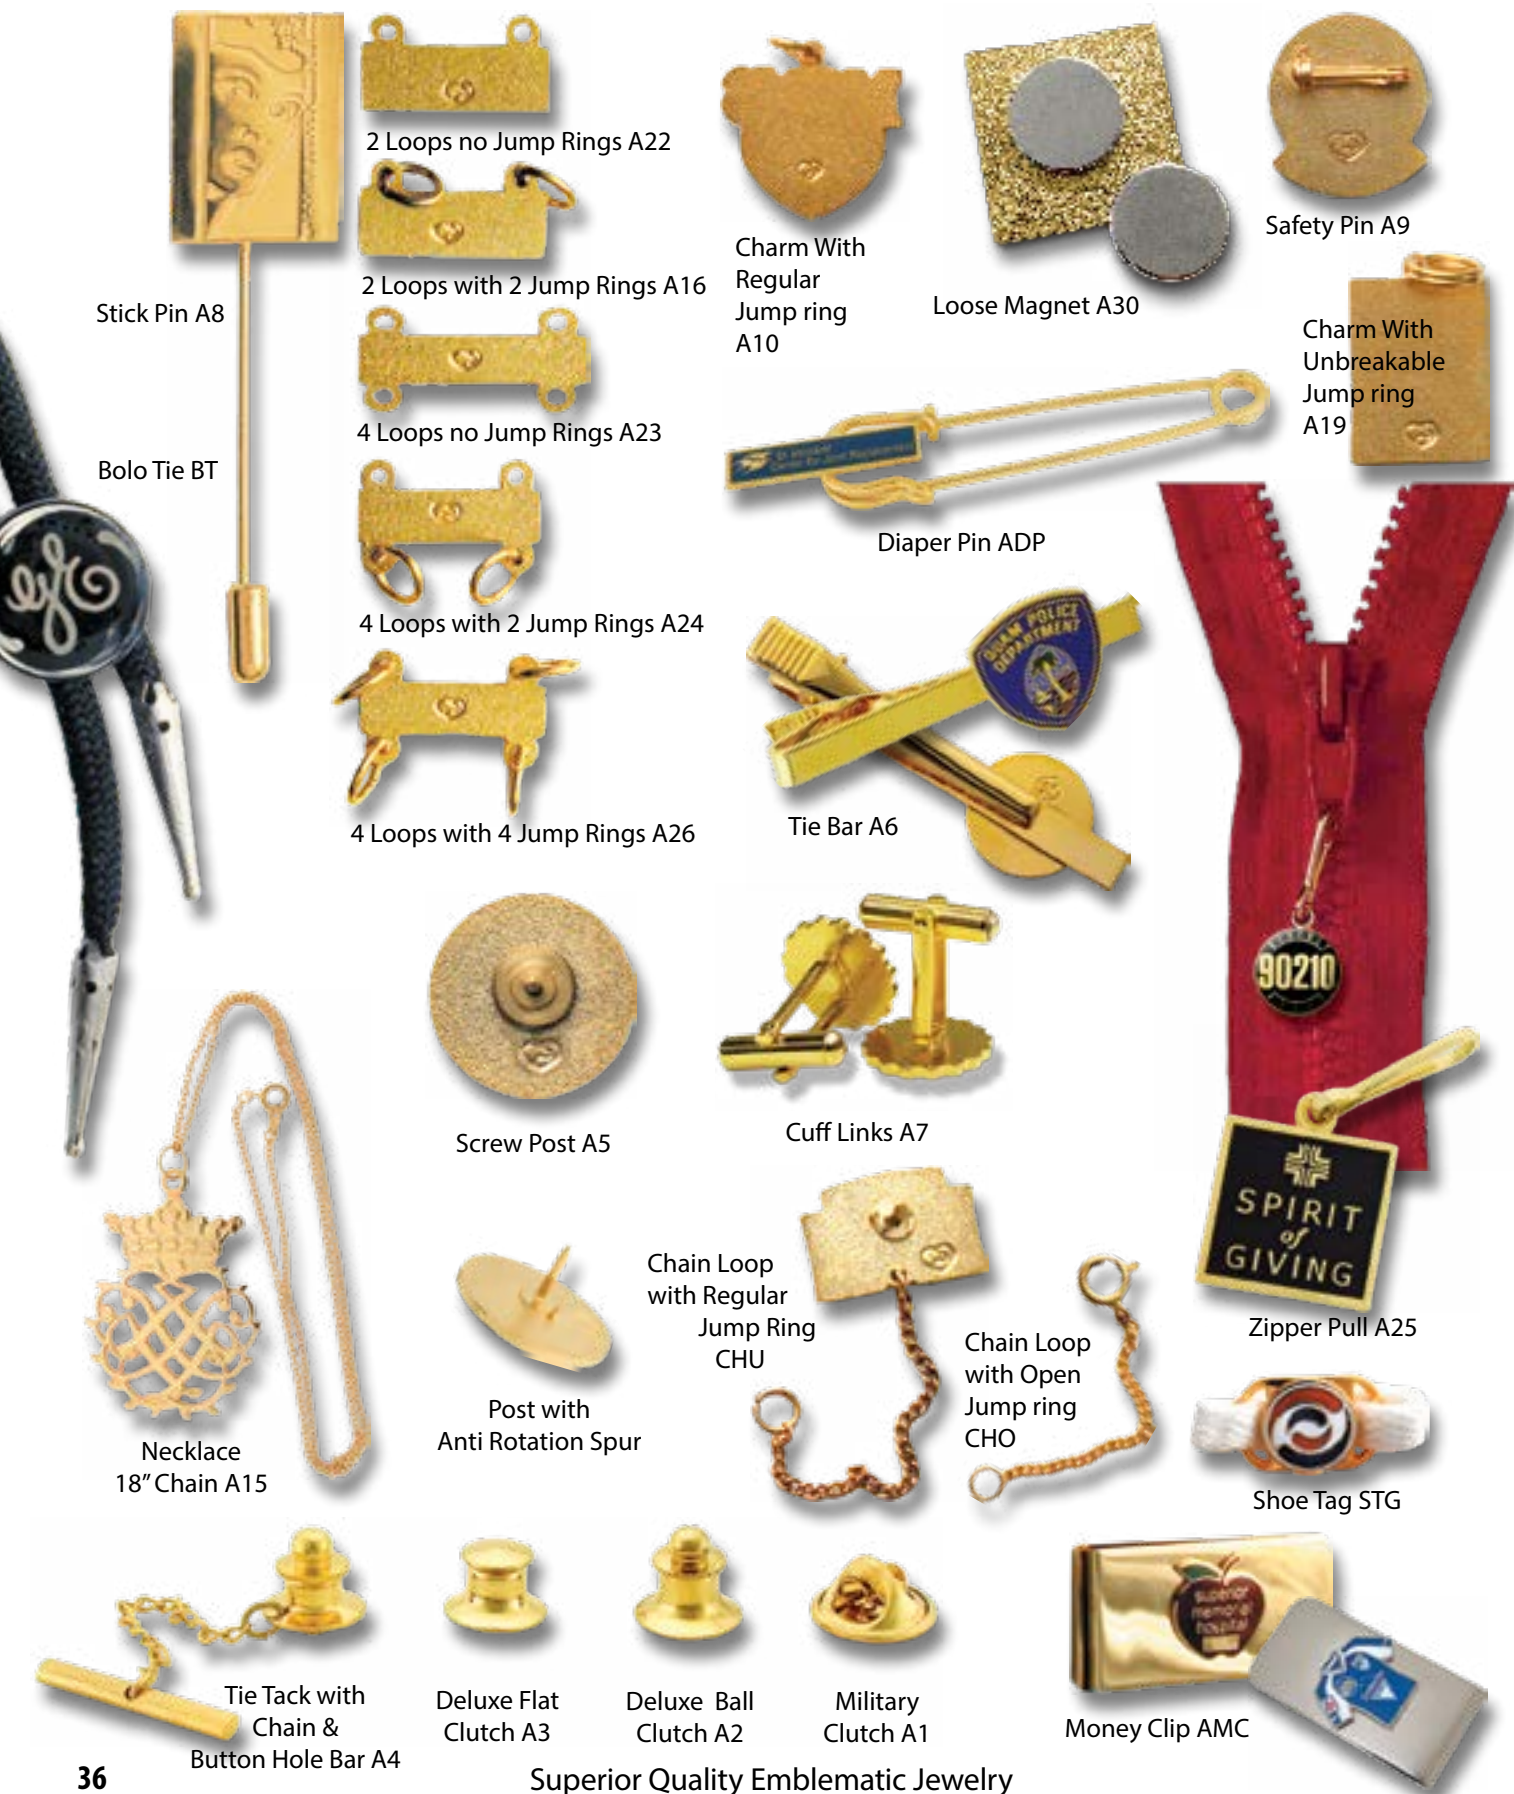 2 Loops no Jump Rings A22
2 Loops with 2 Jump Rings A16
4 Loops no Jump Rings A23
4 Loops with 2 Jump Rings A24
4 Loops with 4 Jump Rings A26
Stick Pin A8
Bolo Tie BT
Charm With
Regular
Jump ring
A10
Loose Magnet A30
Safety Pin A9
Charm With
Unbreakable
Jump ring
A19
Diaper Pin ADP
GUAM POLICE
DEPARTMENT
Tie Bar A6
90210
Screw Post A5
Cuff Links A7
SPIRIT
of
GIVING
Zipper Pull A25
Necklace
18” Chain A15
Post with
Anti Rotation Spur
Chain Loop
with Regular
Jump Ring
CHU
Chain Loop
with Open
Jump ring
CHO
Shoe Tag STG
Tie Tack with
Chain &
Button Hole Bar A4
Deluxe Flat
Clutch A3
Deluxe Ball
Clutch A2
Military
Clutch A1
superior
memorial
hospital
Money Clip AMC
36
Superior Quality Emblematic Jewelry